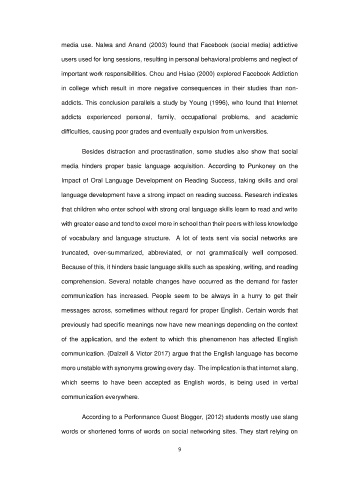 media use. Nalwa and Anand (2003) found that Facebook (social media) addictive
users used for long sessions, resulting in personal behavioral problems and neglect of
important work responsibilities. Chou and Hsiao (2000) explored Facebook Addiction
in college which result in more negative consequences in their studies than non-
addicts. This conclusion parallels a study by Young (1996), who found that Internet
addicts experienced personal, family, occupational problems, and academic
difficulties, causing poor grades and eventually expulsion from universities.
Besides distraction and procrastination, some studies also show that social
media hinders proper basic language acquisition. According to Punkoney on the
Impact of Oral Language Development on Reading Success, taking skills and oral
language development have a strong impact on reading success. Research indicates
that children who enter school with strong oral language skills learn to read and write
with greater ease and tend to excel more in school than their peers with less knowledge
of vocabulary and language structure. A lot of texts sent via social networks are
truncated, over-summarized, abbreviated, or not grammatically well composed.
Because of this, it hinders basic language skills such as speaking, writing, and reading
comprehension. Several notable changes have occurred as the demand for faster
communication has increased. People seem to be always in a hurry to get their
messages across, sometimes without regard for proper English. Certain words that
previously had specific meanings now have new meanings depending on the context
of the application, and the extent to which this phenomenon has affected English
communication. (Dalzell & Victor 2017) argue that the English language has become
more unstable with synonyms growing every day. The implication is that internet slang,
which seems to have been accepted as English words, is being used in verbal
communication everywhere.
According to a Performance Guest Blogger, (2012) students mostly use slang
words or shortened forms of words on social networking sites. They start relying on
9